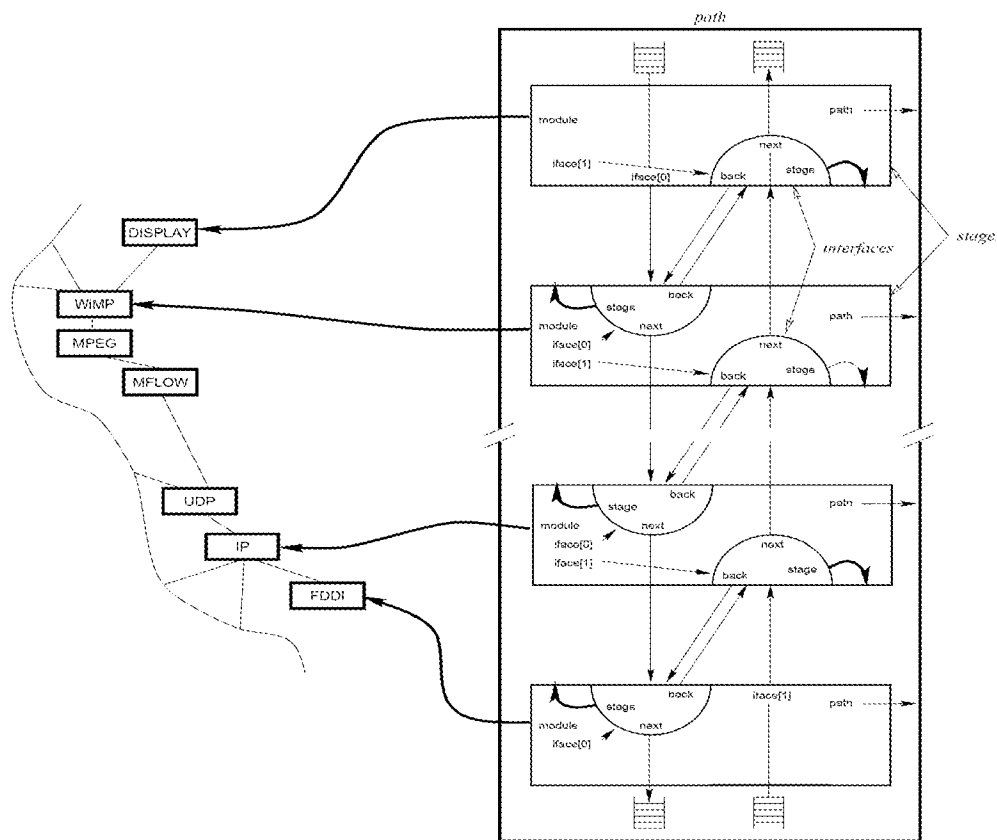 path
module
path
next
iface[1]
back
stage
iface[0]
DISPLAY
interfaces
stage
WiMP
stage
back
module
next
path
iface[0]
next
MPEG
iface[1]
back
stage
MFLOW
UDP
stage
back
path
module
next
IP
iface[0]
next
iface[1]
back
stage
FDDI
back
iface[1]
stage
path
module
next
iface[0]